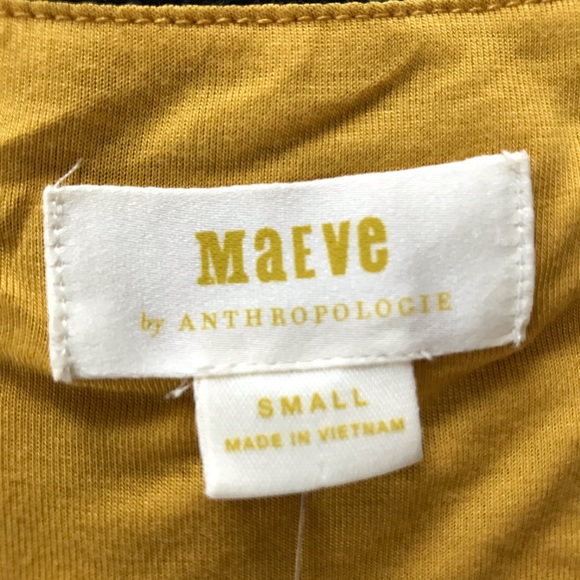 MaEve
by ANTHROPOLOGIE
SMALL
MADE IN VIETNAM